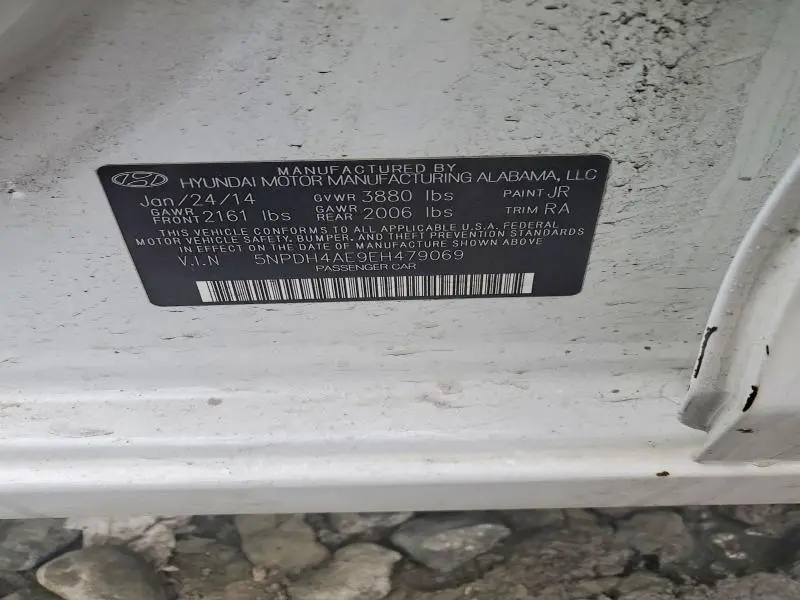 MANUFACTURED BY
HYUNDAI MOTOR MANUFACTURING ALABAMA, LLC
Jan/24/14 GVWR 3880 lbs PAINT JR
GAWR FRONT 2161 lbs GAWR REAR 2006 lbs TRIM RA
THIS VEHICLE CONFORMS TO ALL APPLICABLE U.S.A. FEDERAL
MOTOR VEHICLE SAFETY, BUMPER, AND THEFT PREVENTION STANDARDS
IN EFFECT ON THE DATE OF MANUFACTURE SHOWN ABOVE
V.I.N 5NPDH4AE9EH479069
PASSENGER CAR